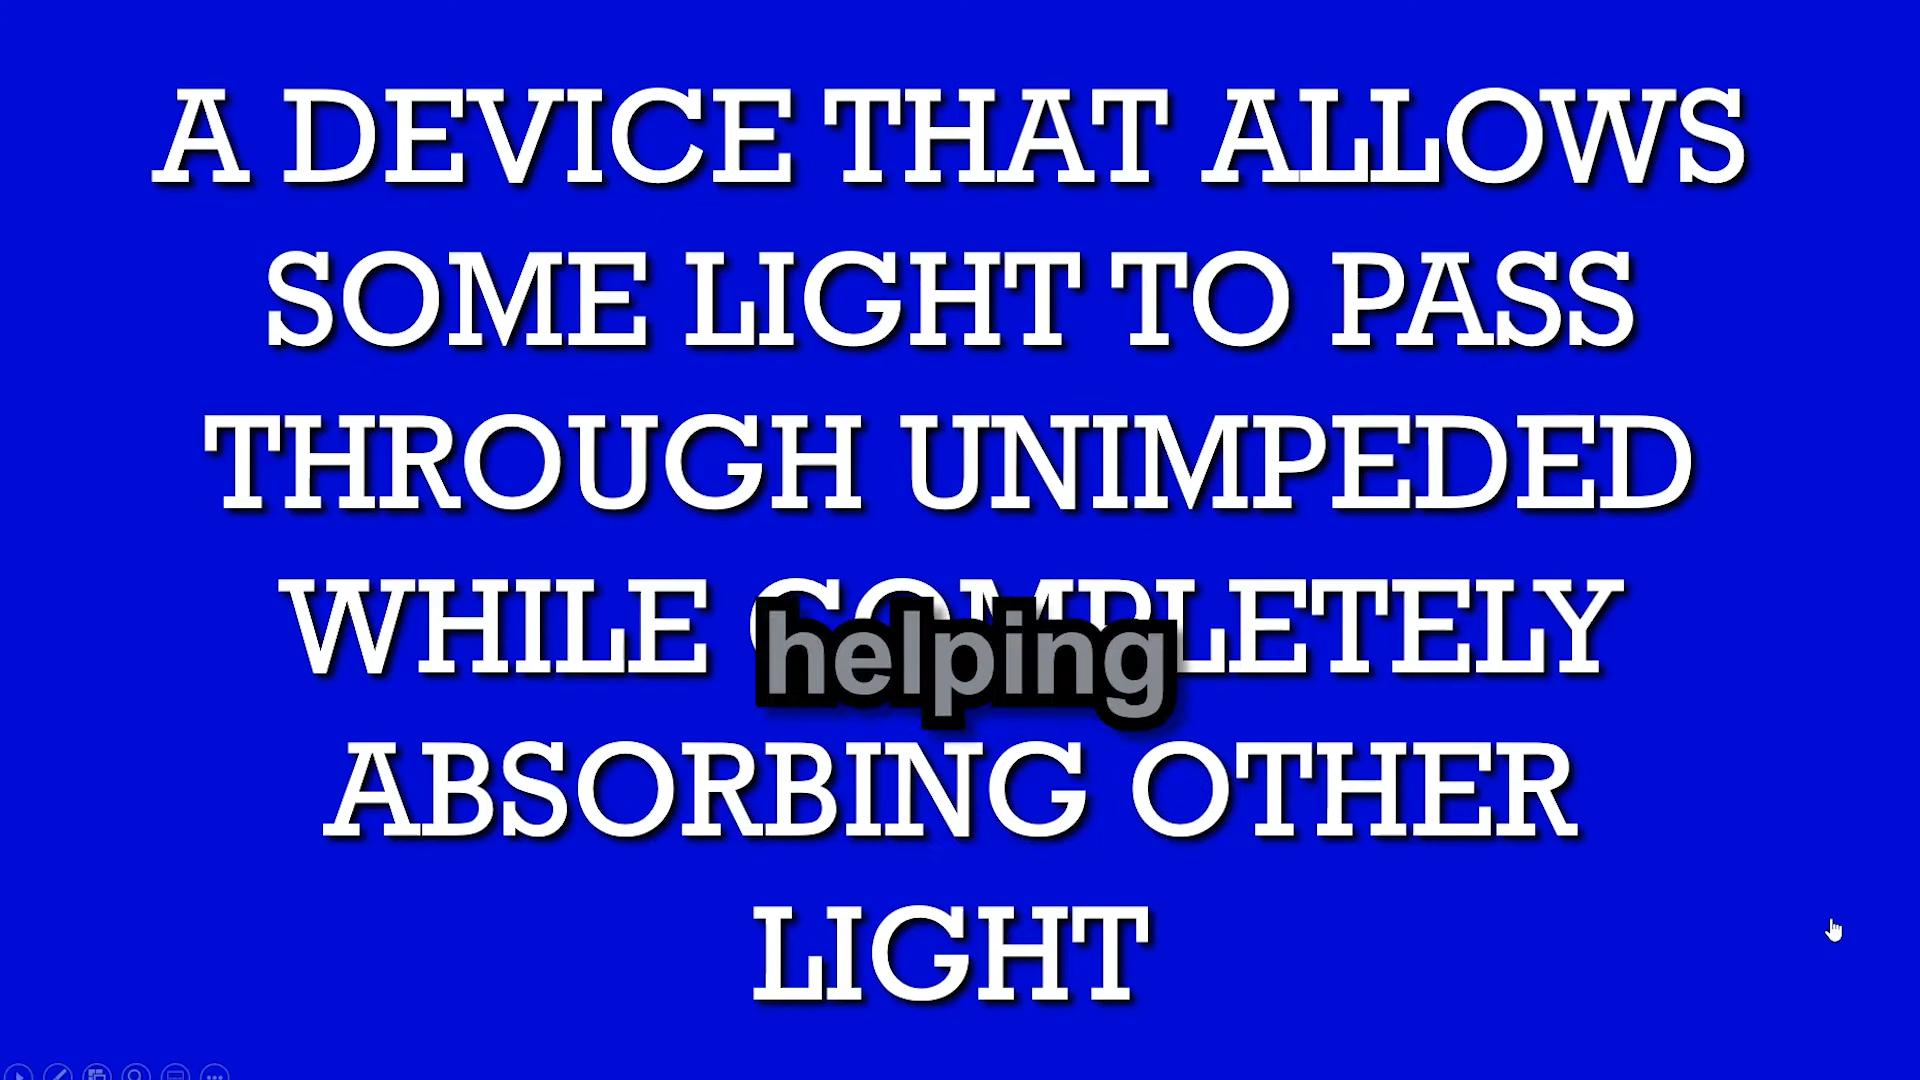 A DEVICE THAT ALLOWS
SOME LIGHT TO PASS
THROUGH UNIMPEDED
WHILE COMPLETELY
helping
ABSORBING OTHER
LIGHT